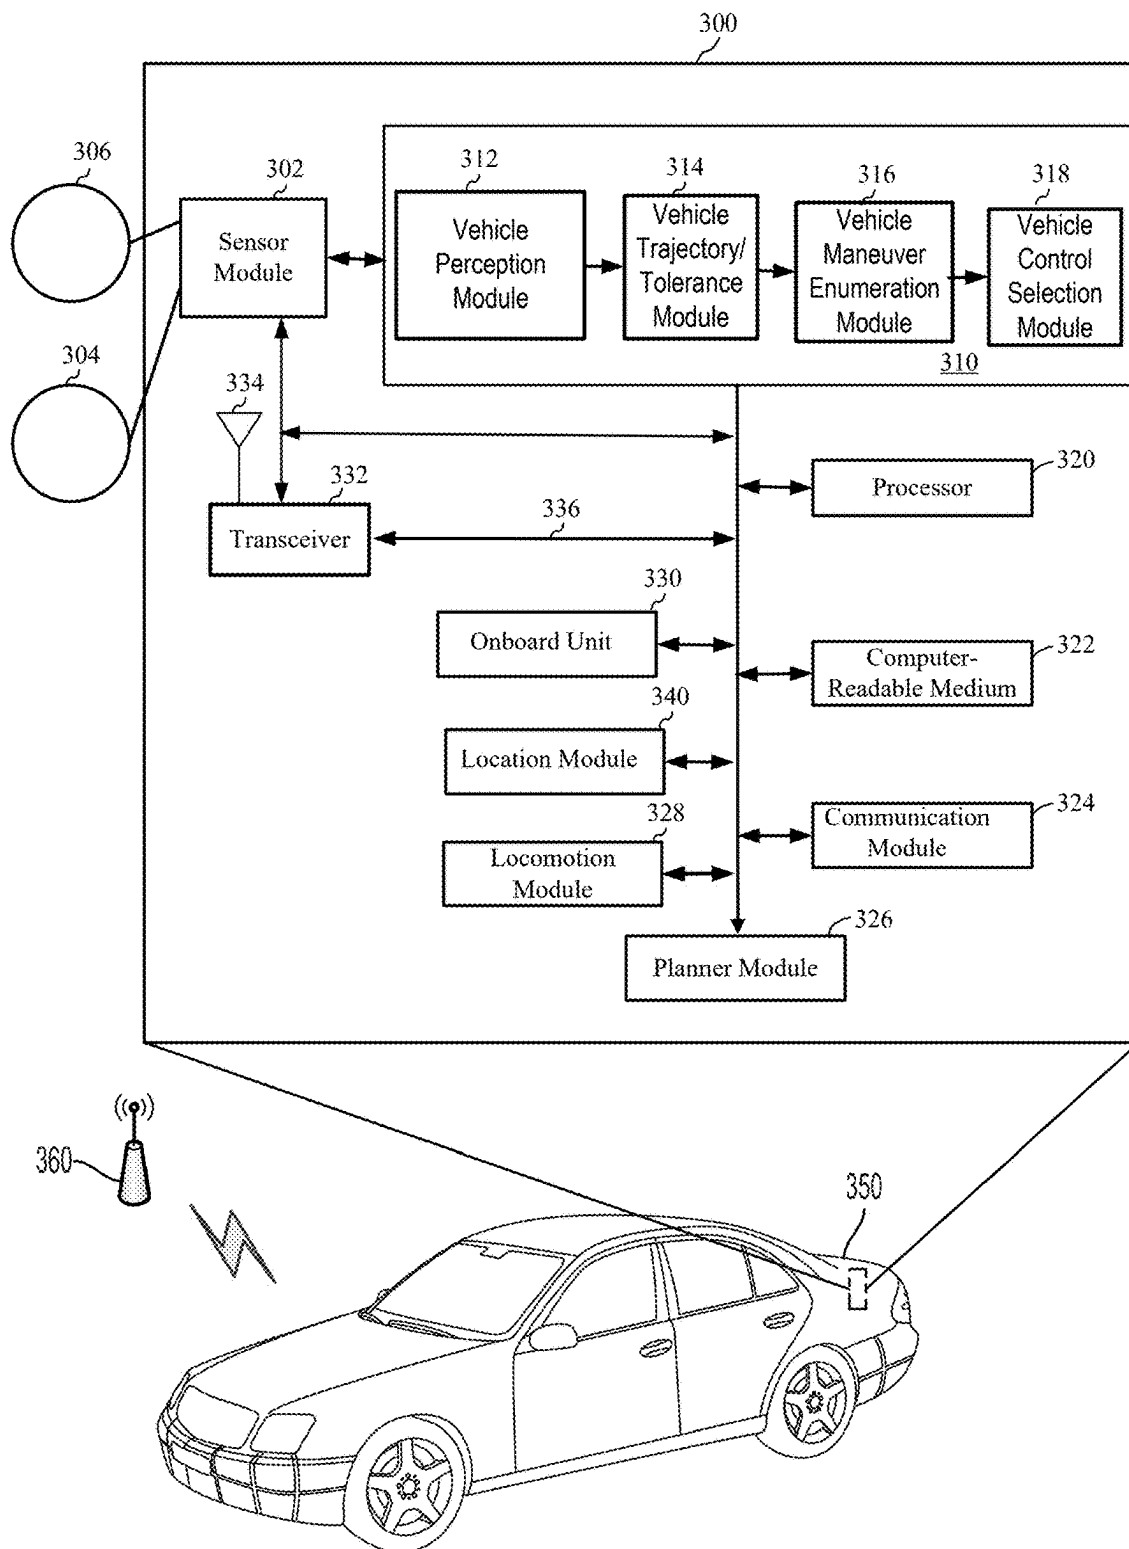 300
306
302
312
314
316
318
Sensor
Module
Vehicle
Perception
Module
Vehicle
Trajectory/
Tolerance
Module
Vehicle
Maneuver
Enumeration
Module
Vehicle
Control
Selection
Module
310
304
334
332
Transceiver
336
320
Processor
330
Onboard Unit
322
Computer-
Readable Medium
340
Location Module
324
Communication
Module
328
Locomotion
Module
326
Planner Module
360
350